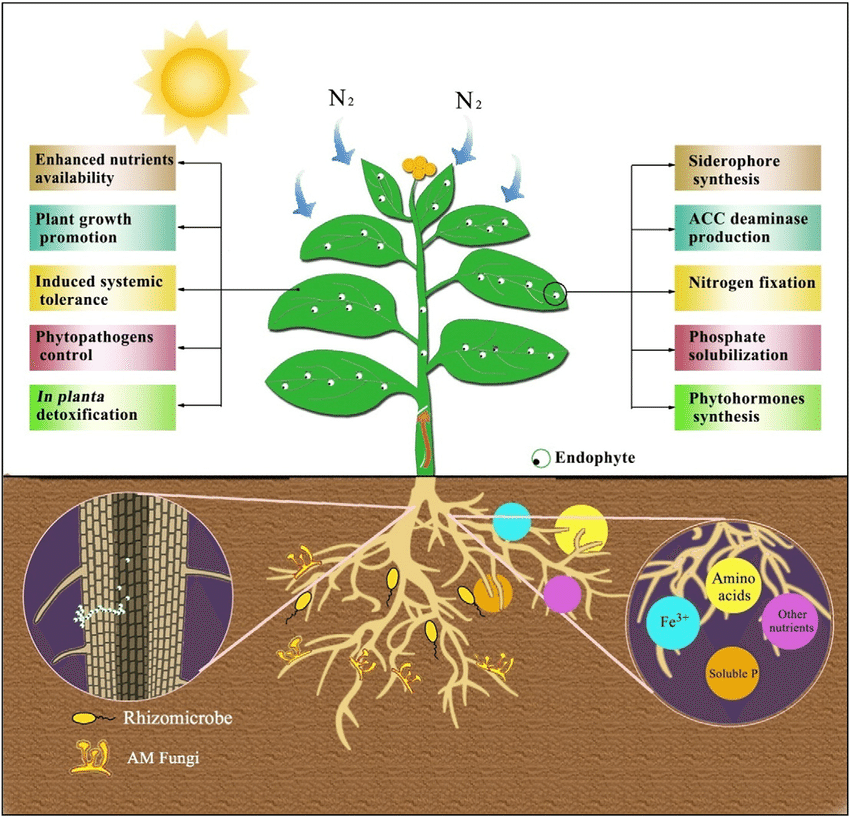 N₂
N₂
Enhanced nutrients
availability
Plant growth
promotion
Induced systemic
tolerance
Phytopathogens
control
In planta
detoxification
Siderophore
synthesis
ACC deaminase
production
Nitrogen fixation
Phosphate
solubilization
Phytohormones
synthesis
Endophyte
Amino
acids
Fe³⁺
Other
nutrients
Soluble P
Rhizomicrobe
AM Fungi